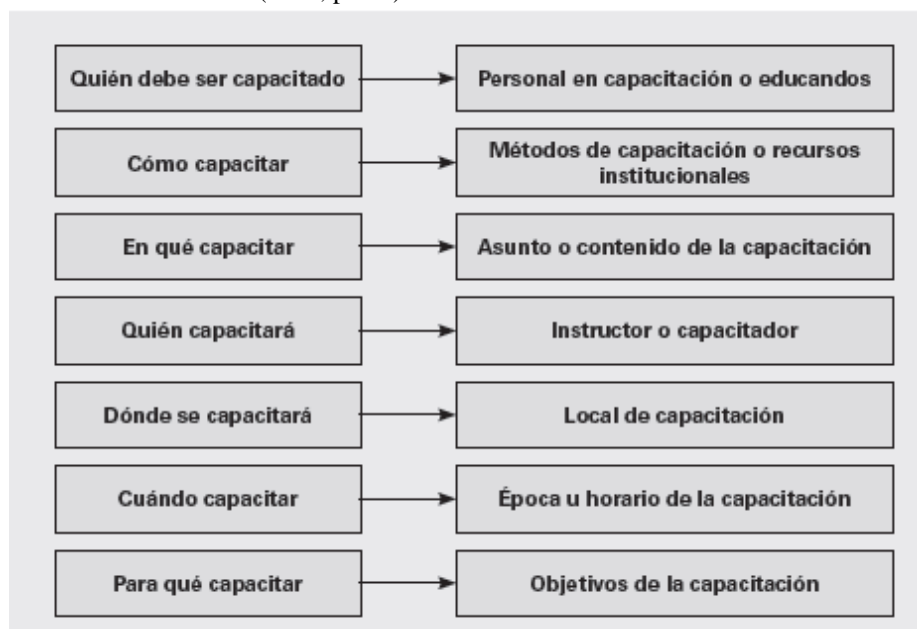 Quién debe ser capacitado
Personal en capacitación o educandos
Cómo capacitar
Métodos de capacitación o recursos
institucionales
En qué capacitar
Asunto o contenido de la capacitación
Quién capacitará
Instructor o capacitador
Dónde se capacitará
Local de capacitación
Cuándo capacitar
Época u horario de la capacitación
Para qué capacitar
Objetivos de la capacitación